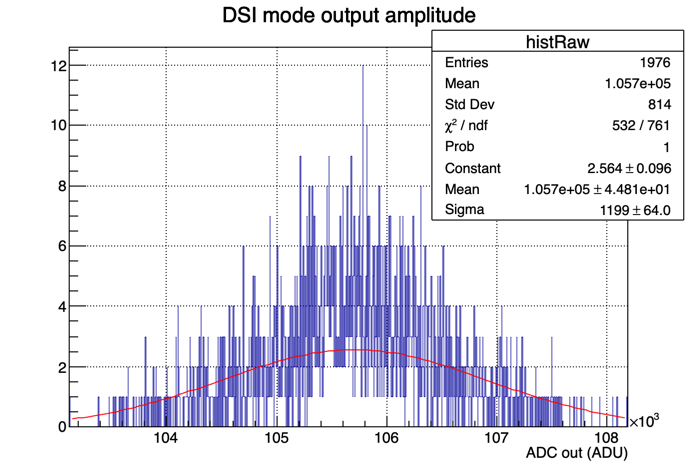 DSI mode output amplitude
histRaw
Entries 1976
Mean 1.057e+05
Std Dev 814
χ² / ndf 532 / 761
Prob 1
Constant 2.564 ± 0.096
Mean 1.057e+05 ± 4.481e+01
Sigma 1199 ± 64.0
12
10
8
6
4
2
0
104 105 106 107 108
×10³
ADC out (ADU)